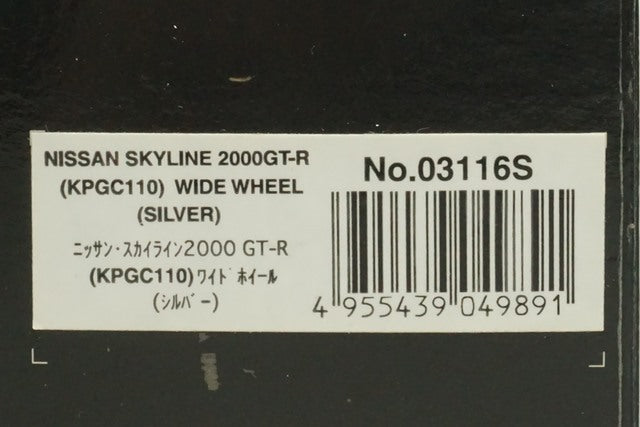 NISSAN SKYLINE 2000GT-R
(KPGC110) WIDE WHEEL
(SILVER)
ニッサン・スカイライン2000 GT-R
(KPGC110)ワイドホイール
(シルバー)
No.03116S
4 955439 049891